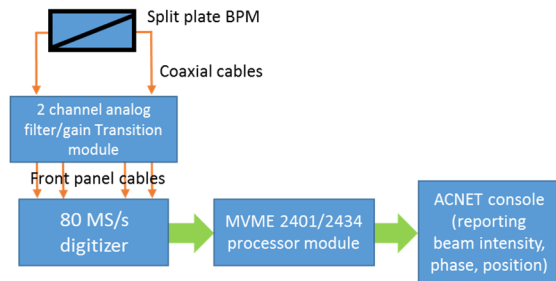 Split plate BPM
Coaxial cables
2 channel analog
filter/gain Transition
module
Front panel cables
80 MS/s
digitizer
MVME 2401/2434
processor module
ACNET console
(reporting
beam intensity,
phase, position)